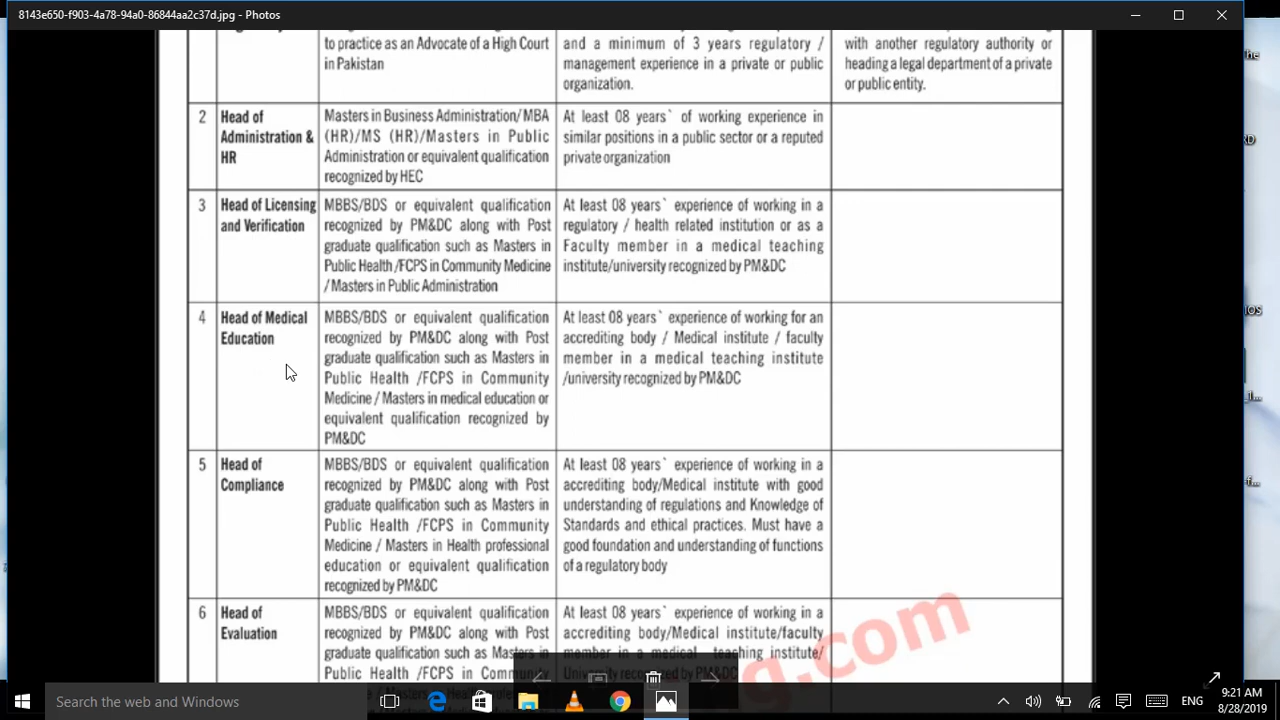 8143e650-f903-4a78-94a0-86844aa2c37d.jpg - Photos
to practice as an Advocate of a High Court
in Pakistan
and a minimum of 3 years regulatory /
management experience in a private or public
organization.
with another regulatory authority or
heading a legal department of a private
or public entity.
2
Head of
Administration &
HR
Masters in Business Administration/MBA
(HR)/MS (HR)/Masters in Public
Administration or equivalent qualification
recognized by HEC
At least 08 years` of working experience in
similar positions in a public sector or a reputed
private organization
3
Head of Licensing
and Verification
MBBS/BDS or equivalent qualification
recognized by PM&DC along with Post
graduate qualification such as Masters in
Public Health /FCPS in Community Medicine
/ Masters in Public Administration
At least 08 years` experience of working in a
regulatory / health related institution or as a
Faculty member in a medical teaching
institute/university recognized by PM&DC
4
Head of Medical
Education
MBBS/BDS or equivalent qualification
recognized by PM&DC along with Post
graduate qualification such as Masters in
Public Health /FCPS in Community
Medicine / Masters in medical education or
equivalent qualification recognized by
PM&DC
At least 08 years` experience of working for an
accrediting body / Medical institute / faculty
member in a medical teaching institute
/university recognized by PM&DC
5
Head of
Compliance
MBBS/BDS or equivalent qualification
recognized by PM&DC along with Post
graduate qualification such as Masters in
Public Health /FCPS in Community
Medicine / Masters in Health professional
education or equivalent qualification
recognized by PM&DC
At least 08 years` experience of working in a
accrediting body/Medical institute with good
understanding of regulations and Knowledge of
Standards and ethical practices. Must have a
good foundation and understanding of functions
of a regulatory body
6
Head of
Evaluation
MBBS/BDS or equivalent qualification
recognized by PM&DC along with Post
graduate qualification such as Masters in
Public Health /FCPS in Community
At least 08 years` experience of working in a
accrediting body/Medical institute/faculty
member in a medical teaching institute/
University recognized by PM&DC
g.com
Search the web and Windows
ENG
9:21 AM
8/28/2019